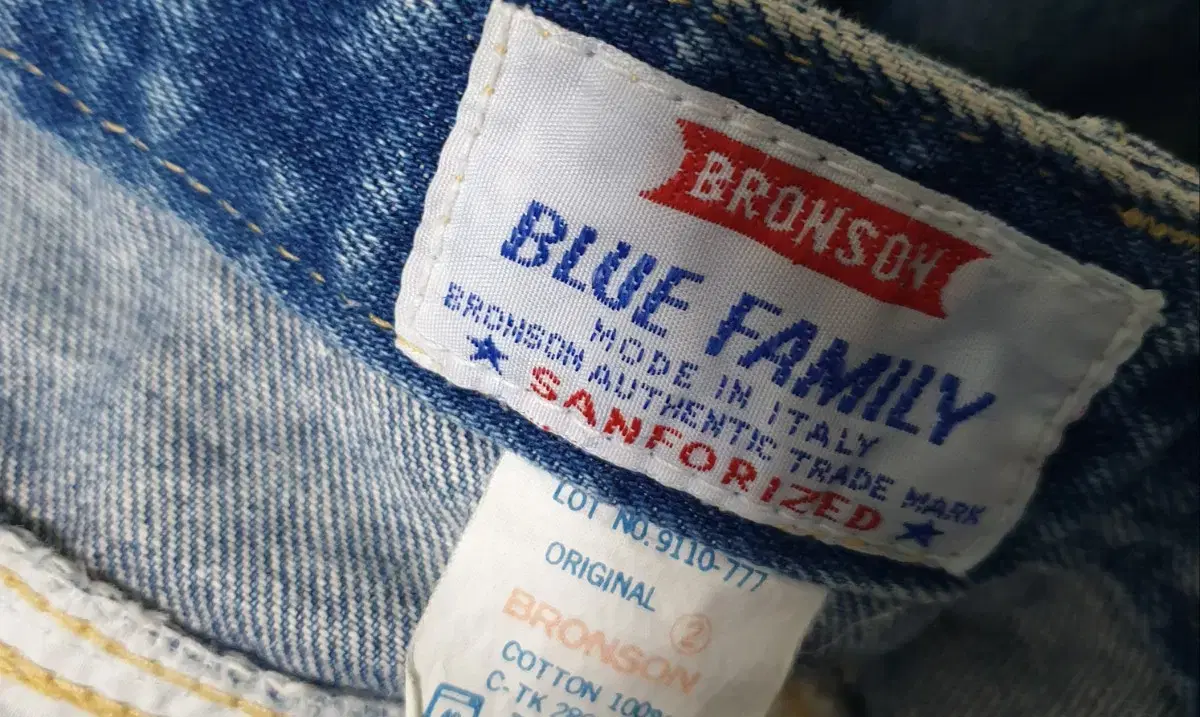 BRONSON
BLUE FAMILY
MODE IN ITALY
BRONSON AUTHENTIC TRADE MARK
SANFORIZED
LOT NO. 9110-777
ORIGINAL
BRONSON ②
COTTON 100%
C-TK